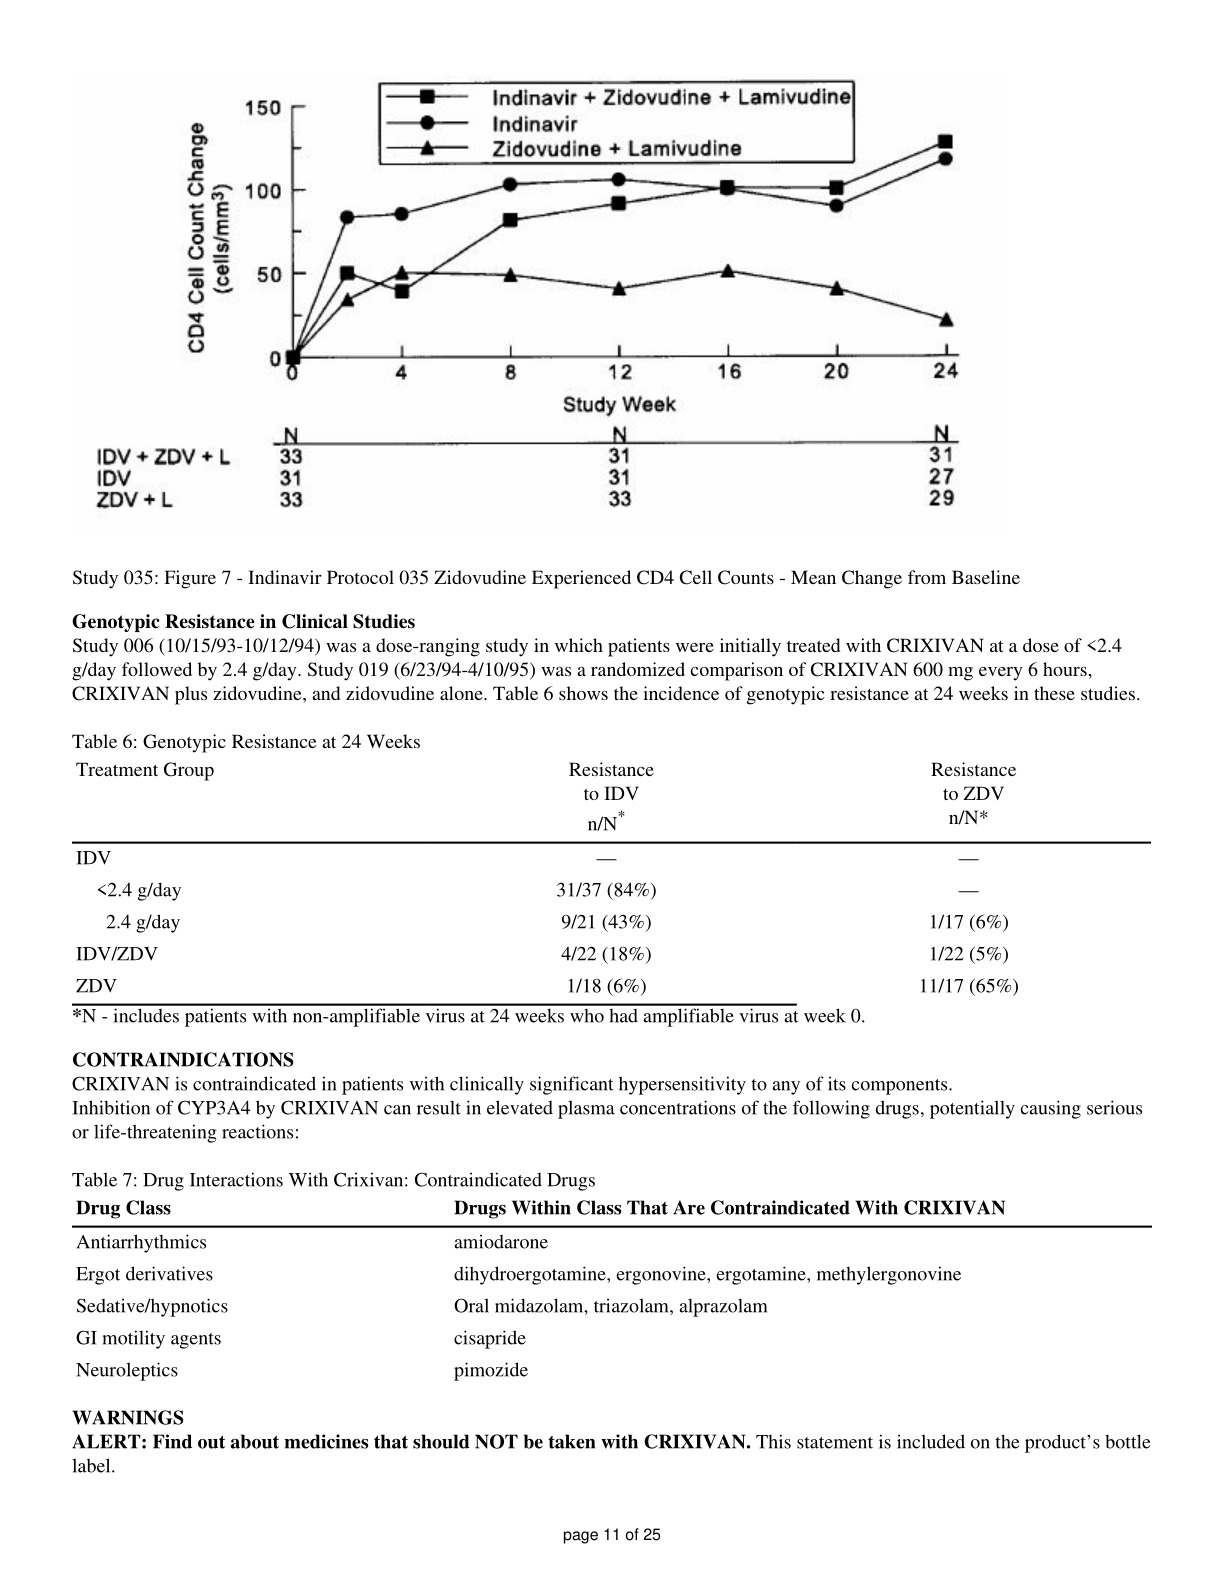 Indinavir + Zidovudine + Lamivudine
Indinavir
Zidovudine + Lamivudine
CD4 Cell Count Change
(cells/mm³)
150
100
50
0
0 4 8 12 16 20 24
Study Week
N N N
IDV + ZDV + L 33 31 31
IDV 31 31 27
ZDV + L 33 33 29
Study 035: Figure 7 - Indinavir Protocol 035 Zidovudine Experienced CD4 Cell Counts - Mean Change from Baseline
Genotypic Resistance in Clinical Studies
Study 006 (10/15/93-10/12/94) was a dose-ranging study in which patients were initially treated with CRIXIVAN at a dose of <2.4
g/day followed by 2.4 g/day. Study 019 (6/23/94-4/10/95) was a randomized comparison of CRIXIVAN 600 mg every 6 hours,
CRIXIVAN plus zidovudine, and zidovudine alone. Table 6 shows the incidence of genotypic resistance at 24 weeks in these studies.
Table 6: Genotypic Resistance at 24 Weeks
Treatment Group Resistance Resistance
to IDV to ZDV
n/N* n/N*
IDV — —
<2.4 g/day 31/37 (84%) —
2.4 g/day 9/21 (43%) 1/17 (6%)
IDV/ZDV 4/22 (18%) 1/22 (5%)
ZDV 1/18 (6%) 11/17 (65%)
*N - includes patients with non-amplifiable virus at 24 weeks who had amplifiable virus at week 0.
CONTRAINDICATIONS
CRIXIVAN is contraindicated in patients with clinically significant hypersensitivity to any of its components.
Inhibition of CYP3A4 by CRIXIVAN can result in elevated plasma concentrations of the following drugs, potentially causing serious
or life-threatening reactions:
Table 7: Drug Interactions With Crixivan: Contraindicated Drugs
Drug Class Drugs Within Class That Are Contraindicated With CRIXIVAN
Antiarrhythmics amiodarone
Ergot derivatives dihydroergotamine, ergonovine, ergotamine, methylergonovine
Sedative/hypnotics Oral midazolam, triazolam, alprazolam
GI motility agents cisapride
Neuroleptics pimozide
WARNINGS
ALERT: Find out about medicines that should NOT be taken with CRIXIVAN. This statement is included on the product’s bottle
label.
page 11 of 25